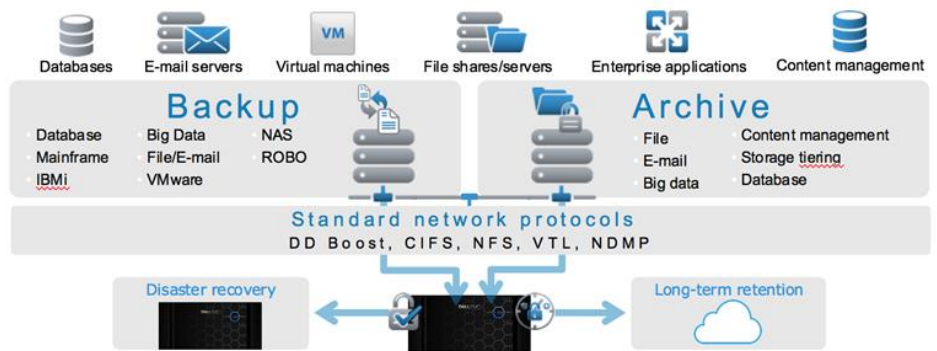 VM
Databases
E-mail servers
Virtual machines
File shares/servers
Enterprise applications
Content management
Backup
Database
Mainframe
IBMi
Big Data
File/E-mail
VMware
NAS
ROBO
Archive
File
E-mail
Big data
Content management
Storage tiering
Database
Standard network protocols
DD Boost, CIFS, NFS, VTL, NDMP
Disaster recovery
Long-term retention
DELLEMC
DELLEMC